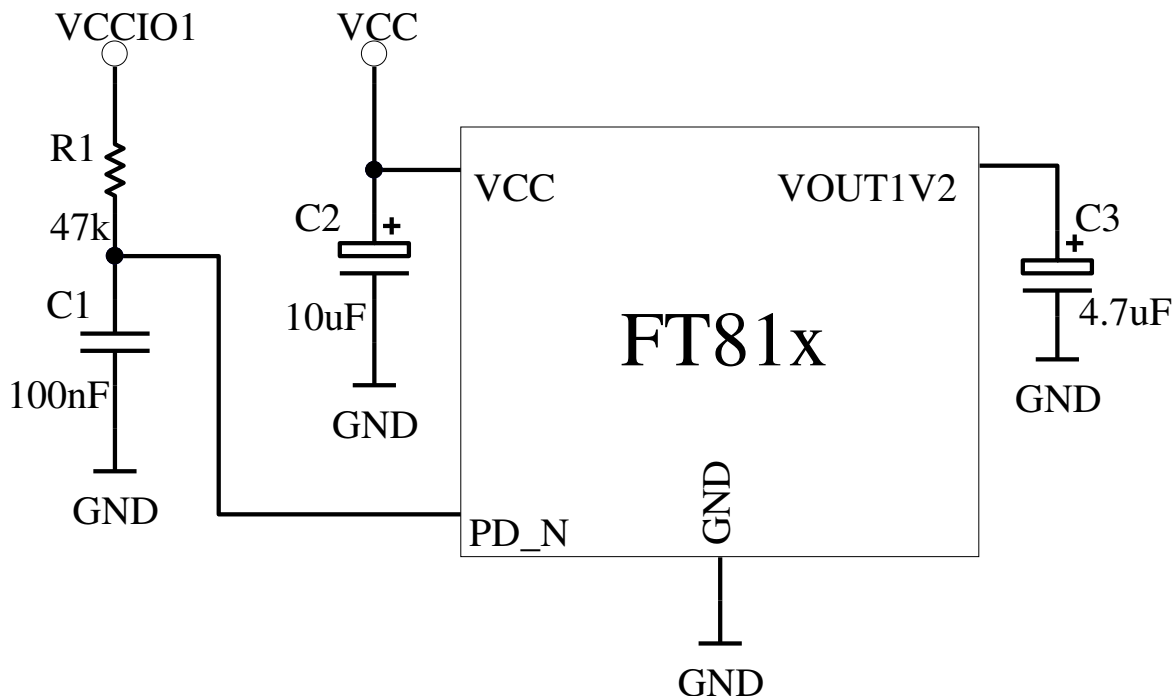 VCCIO1
VCC
R1
47k
C1
100nF
GND
C2
+
10uF
GND
VCC
VOUT1V2
FT81x
PD_N
GND
GND
C3
+
4.7uF
GND